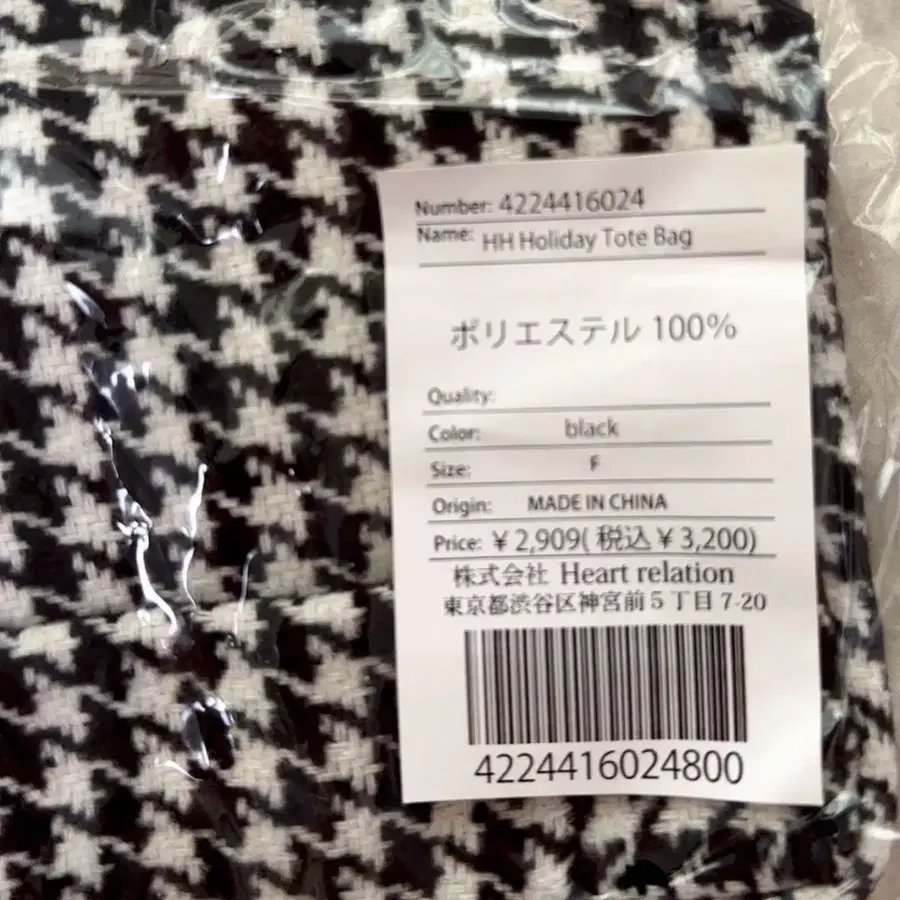 Number: 4224416024
Name: HH Holiday Tote Bag
ポリエステル 100%
Quality:
Color: black
Size: F
Origin: MADE IN CHINA
Price: ¥2,909(税込¥3,200)
株式会社 Heart relation
東京都渋谷区神宮前5丁目7-20
4224416024800